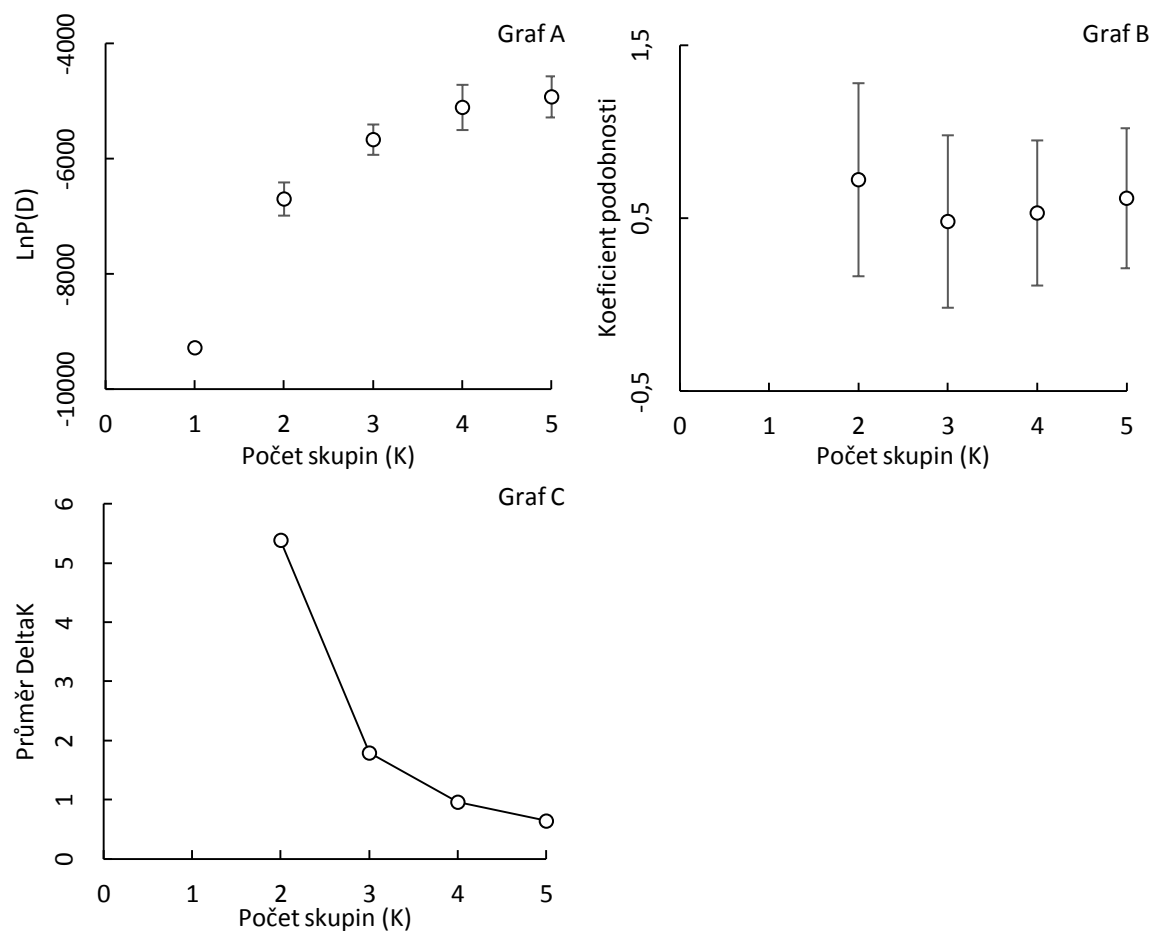 Graf A
LnP(D)
-4000
-6000
-8000
-10000
0 1 2 3 4 5
Počet skupin (K)
Graf B
Koeficient podobnosti
1,5
0,5
-0,5
0 1 2 3 4 5
Počet skupin (K)
Graf C
Průměr DeltaK
6
5
4
3
2
1
0
0 1 2 3 4 5
Počet skupin (K)